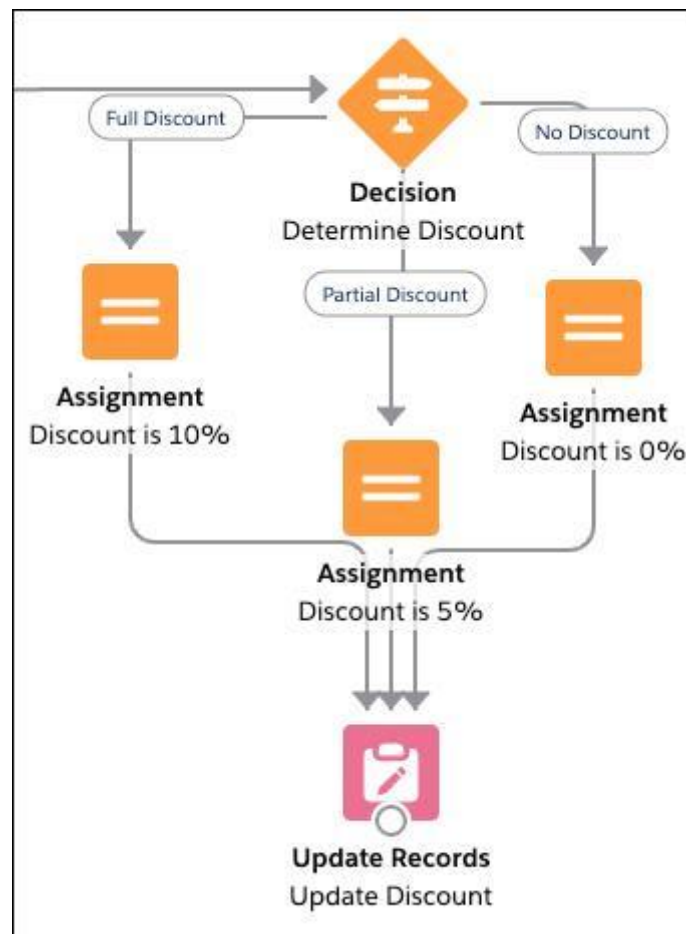 Full Discount
No Discount
Decision
Determine Discount
Partial Discount
Assignment
Discount is 10%
Assignment
Discount is 0%
Assignment
Discount is 5%
Update Records
Update Discount